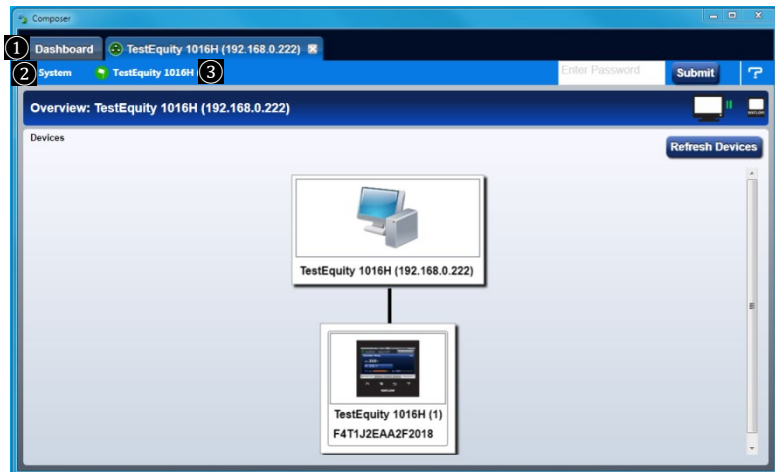 Composer
1 Dashboard TestEquity 1016H (192.168.0.222)
2 System TestEquity 1016H 3 Enter Password Submit ?
Overview: TestEquity 1016H (192.168.0.222)
Devices
Refresh Devices
TestEquity 1016H (192.168.0.222)
TestEquity 1016H (1)
F4T1J2EAA2F2018